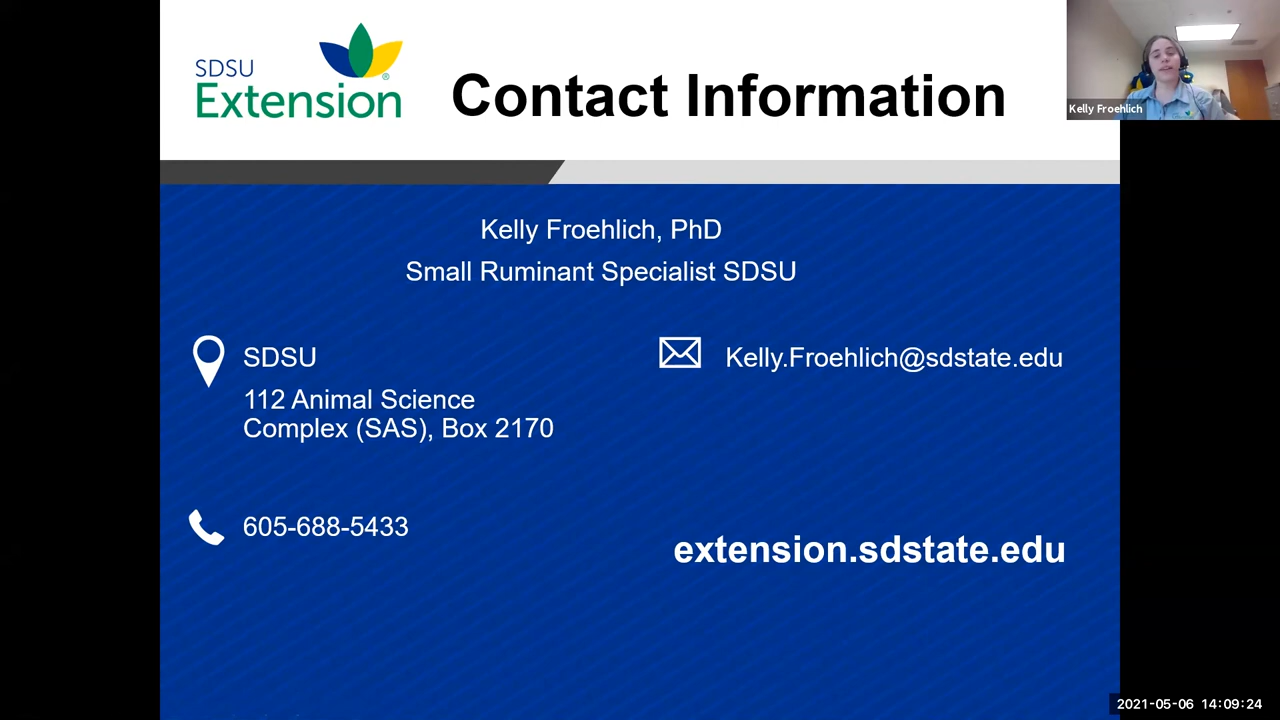 SDSU
Extension
®
Contact Information
Kelly Froehlich
Kelly Froehlich, PhD
Small Ruminant Specialist SDSU
SDSU
112 Animal Science
Complex (SAS), Box 2170
Kelly.Froehlich@sdstate.edu
605-688-5433
extension.sdstate.edu
2021-05-06 14:09:24